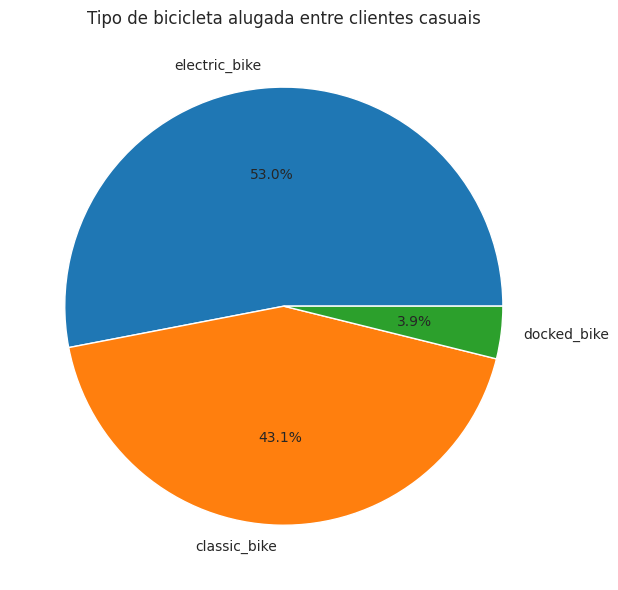 Tipo de bicicleta alugada entre clientes casuais
electric_bike
53.0%
3.9%
docked_bike
43.1%
classic_bike